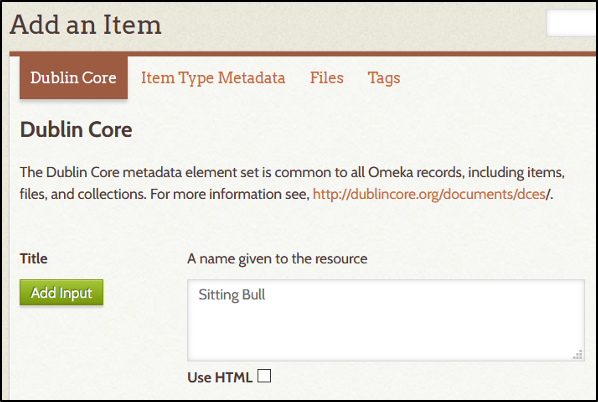 Add an Item
Dublin Core Item Type Metadata Files Tags
Dublin Core
The Dublin Core metadata element set is common to all Omeka records, including items,
files, and collections. For more information see, http://dublincore.org/documents/dces/.
Title A name given to the resource
Add Input Sitting Bull
Use HTML